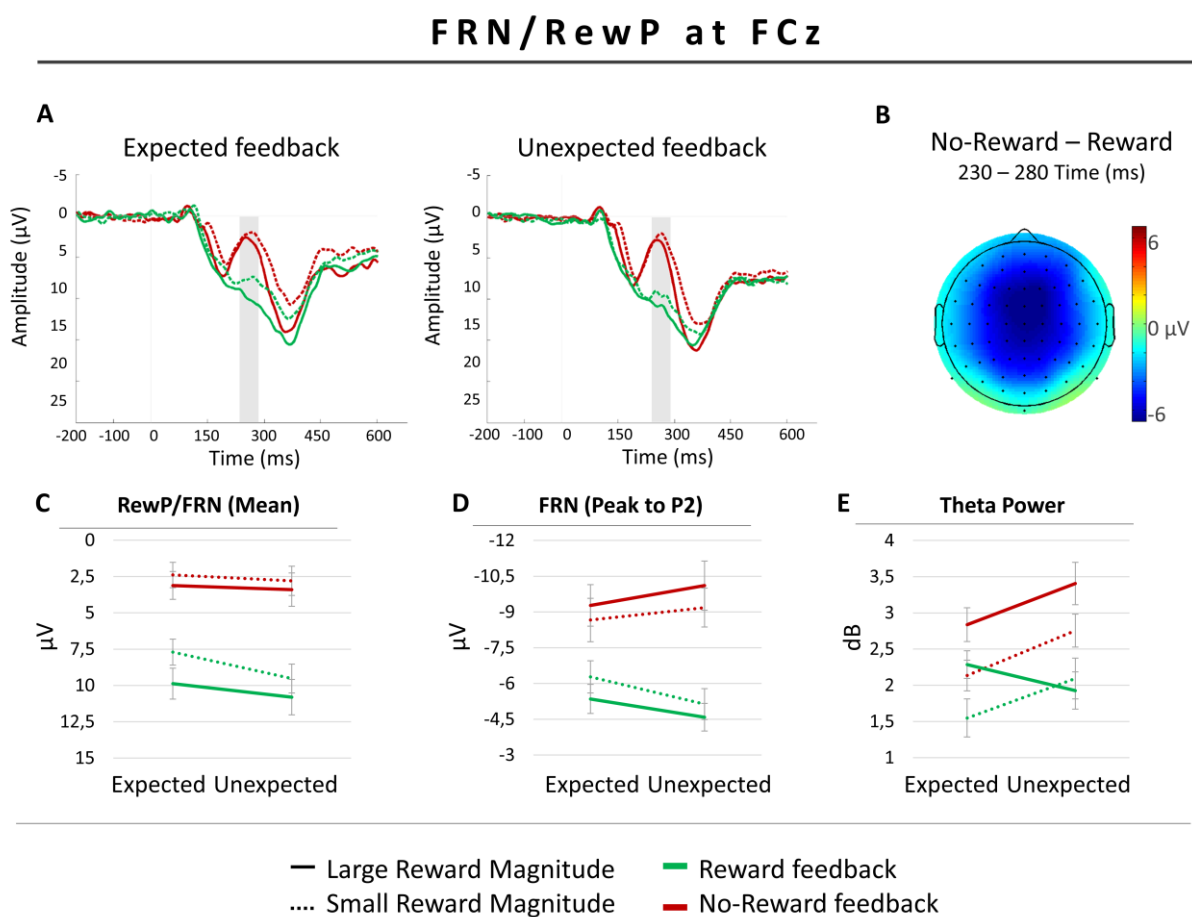 FRN/RewP at FCz
A
Expected feedback
Amplitude (µV)
-5
0
5
10
15
20
25
-200 -100 0 150 300 450 600
Time (ms)
Unexpected feedback
Amplitude (µV)
-5
0
5
10
15
20
25
-200 -100 0 150 300 450 600
Time (ms)
B
No-Reward – Reward
230 – 280 Time (ms)
6
0 µV
-6
C
RewP/FRN (Mean)
µV
0
2,5
5
7,5
10
12,5
15
Expected Unexpected
D
FRN (Peak to P2)
µV
-12
-10,5
-9
-7,5
-6
-4,5
-3
Expected Unexpected
E
Theta Power
dB
4
3,5
3
2,5
2
1,5
1
Expected Unexpected
Large Reward Magnitude
Reward feedback
Small Reward Magnitude
No-Reward feedback